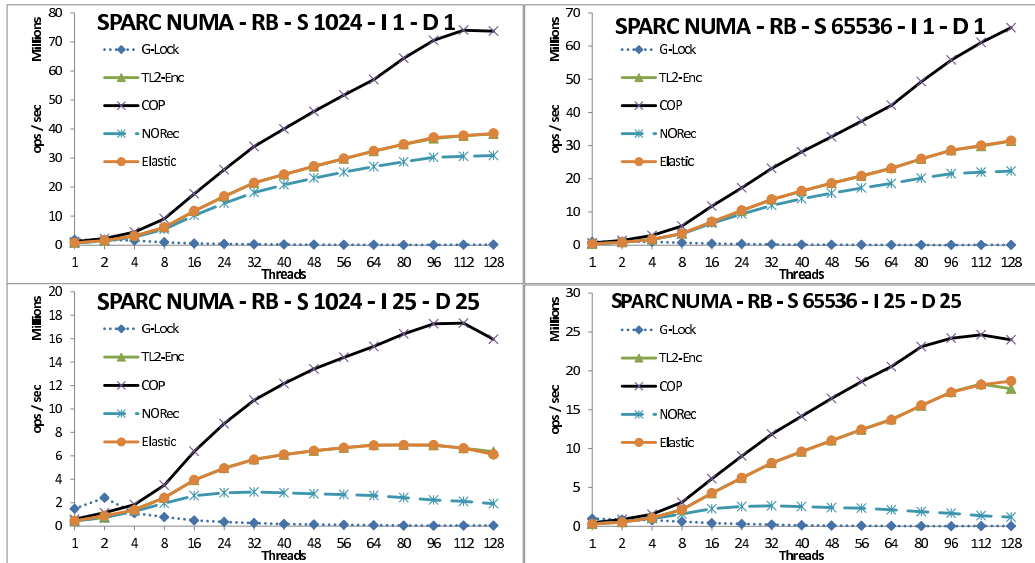 SPARC NUMA - RB - S 1024 - I 1 - D 1
Millions
ops / sec
80
70
60
50
40
30
20
10
0
G-Lock
TL2-Enc
COP
NORec
Elastic
1 2 4 8 16 24 32 40 48 56 64 80 96 112 128
Threads
SPARC NUMA - RB - S 65536 - I 1 - D 1
Millions
ops / sec
70
60
50
40
30
20
10
0
G-Lock
TL2-Enc
COP
NORec
Elastic
1 2 4 8 16 24 32 40 48 56 64 80 96 112 128
Threads
SPARC NUMA - RB - S 1024 - I 25 - D 25
Millions
ops / sec
20
18
16
14
12
10
8
6
4
2
0
G-Lock
TL2-Enc
COP
NORec
Elastic
1 2 4 8 16 24 32 40 48 56 64 80 96 112 128
Threads
SPARC NUMA - RB - S 65536 - I 25 - D 25
Millions
ops / sec
30
25
20
15
10
5
0
G-Lock
TL2-Enc
COP
NORec
Elastic
1 2 4 8 16 24 32 40 48 56 64 80 96 112 128
Threads